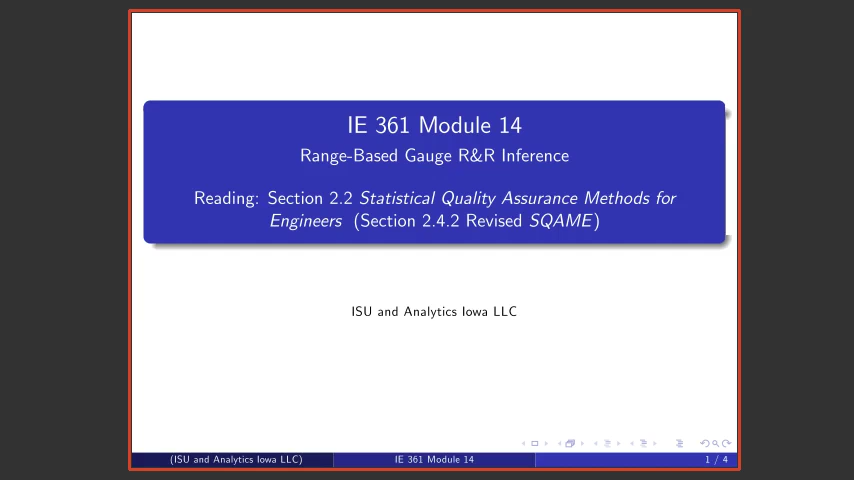 IE 361 Module 14
Range-Based Gauge R&R Inference
Reading: Section 2.2 Statistical Quality Assurance Methods for
Engineers (Section 2.4.2 Revised SQAME)
ISU and Analytics Iowa LLC
(ISU and Analytics Iowa LLC)
IE 361 Module 14
1 / 4